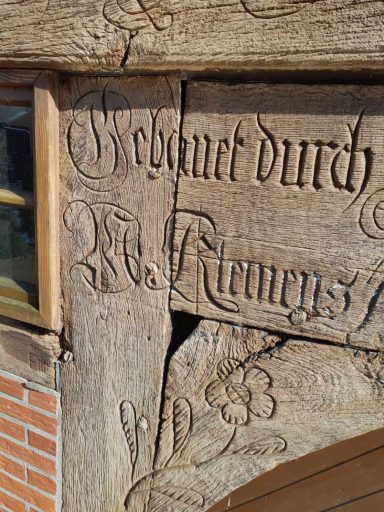 Gebauet durch
M. Klemens